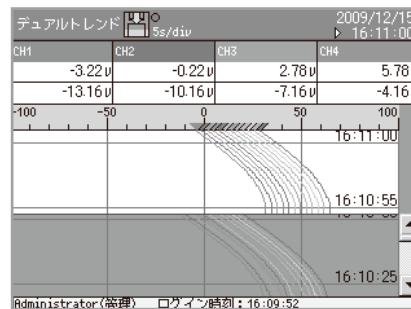 デュアルトレンド 5s/div 2009/12/15
16:11:00
CH1 CH2 CH3 CH4
-3.22υ -0.22υ 2.78υ 5.78
-13.16υ -10.16υ -7.16υ -4.16
-100 -50 0 50 100
16:11:00
16:10:55
16:10:25
Administrator(管理) ログイン時刻：16:09:52